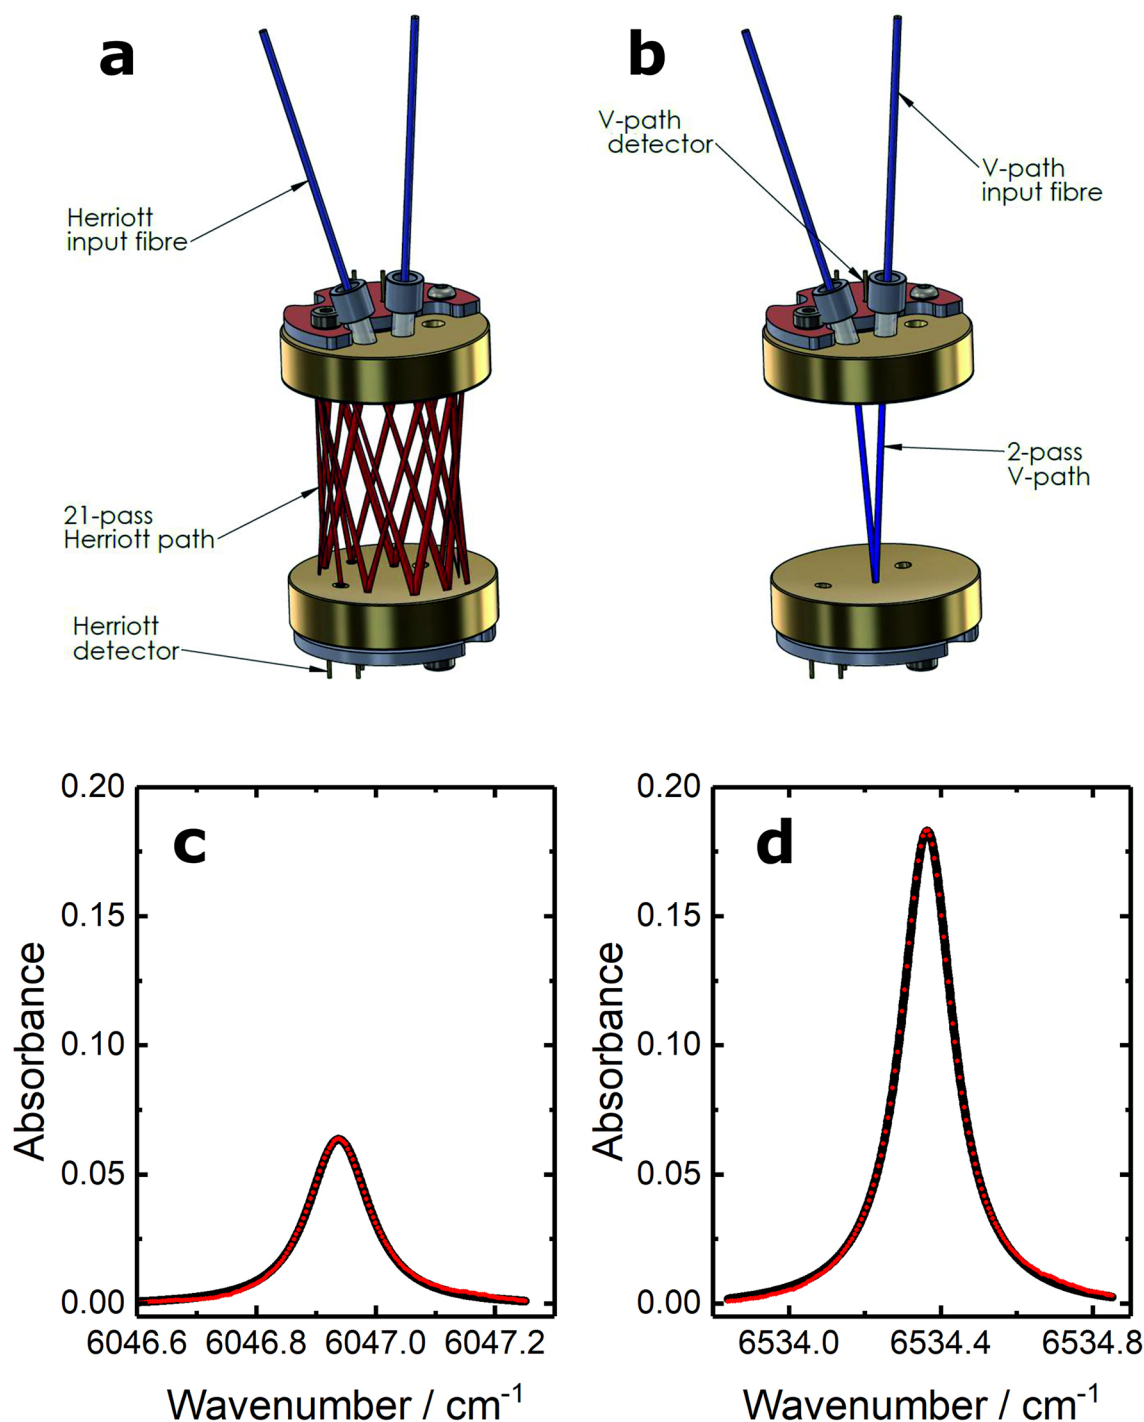 a
Herriott
input fibre
21-pass
Herriott path
Herriott
detector
b
V-path
detector
V-path
input fibre
2-pass
V-path
c
0.20
0.15
0.10
0.05
0.00
Absorbance
6046.6 6046.8 6047.0 6047.2
Wavenumber / cm⁻¹
d
0.20
0.15
0.10
0.05
0.00
Absorbance
6534.0 6534.4 6534.8
Wavenumber / cm⁻¹